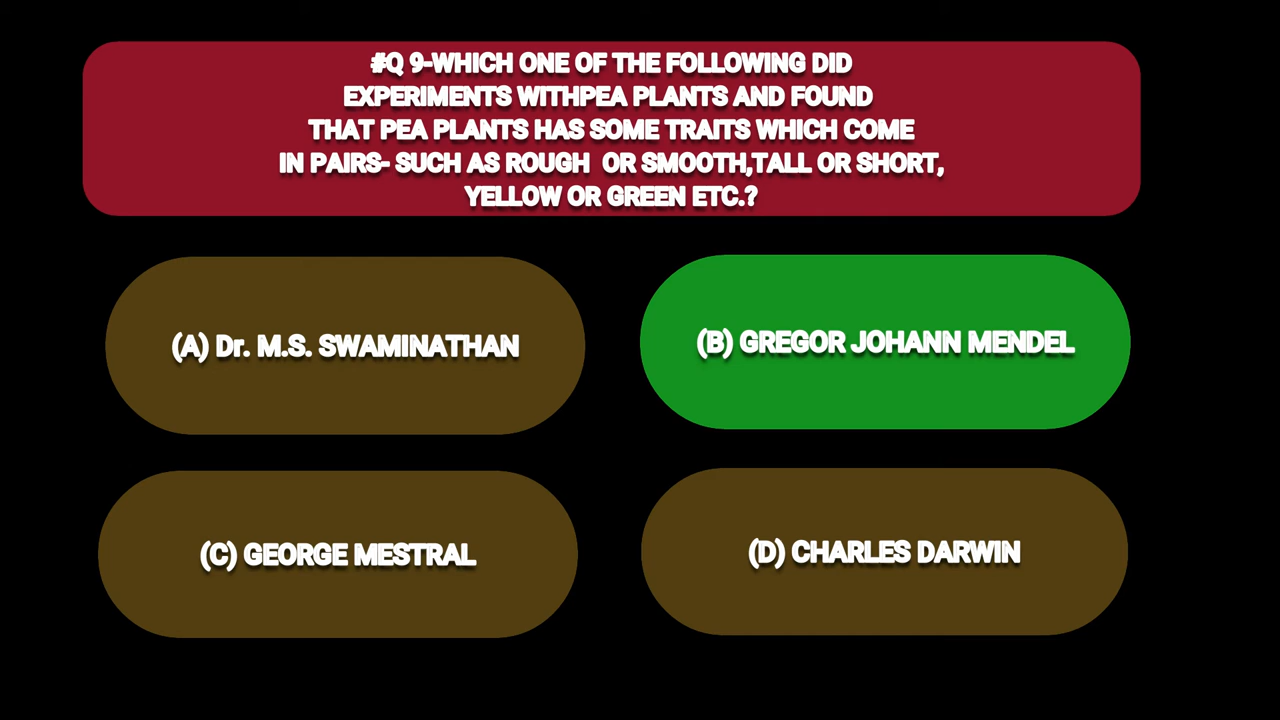 #Q 9-WHICH ONE OF THE FOLLOWING DID
EXPERIMENTS WITHPEA PLANTS AND FOUND
THAT PEA PLANTS HAS SOME TRAITS WHICH COME
IN PAIRS- SUCH AS ROUGH  OR SMOOTH,TALL OR SHORT,
YELLOW OR GREEN ETC.?
(A) Dr. M.S. SWAMINATHAN
(B) GREGOR JOHANN MENDEL
(C) GEORGE MESTRAL
(D) CHARLES DARWIN